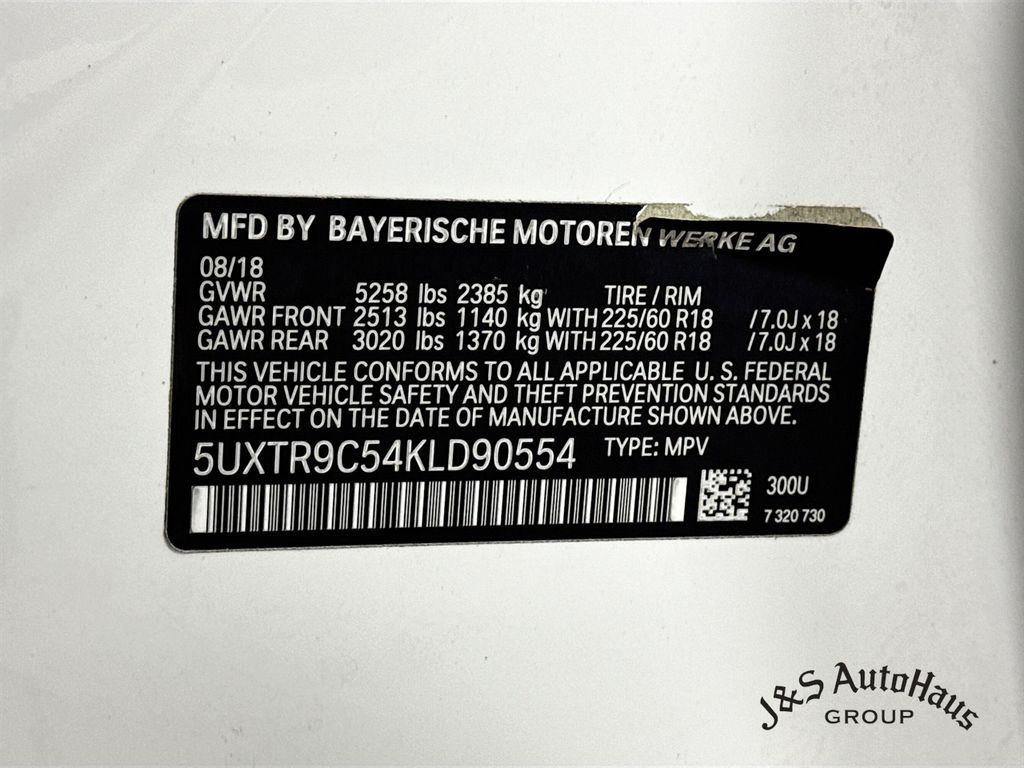 MFD BY BAYERISCHE MOTOREN WERKE AG
08/18
GVWR 5258 lbs 2385 kg TIRE / RIM
GAWR FRONT 2513 lbs 1140 kg WITH 225/60 R18 / 7.0J x 18
GAWR REAR 3020 lbs 1370 kg WITH 225/60 R18 / 7.0J x 18
THIS VEHICLE CONFORMS TO ALL APPLICABLE U. S. FEDERAL
MOTOR VEHICLE SAFETY AND THEFT PREVENTION STANDARDS
IN EFFECT ON THE DATE OF MANUFACTURE SHOWN ABOVE.
5UXTR9C54KLD90554 TYPE: MPV
300U
7 320 730
J&S AutoHaus
GROUP